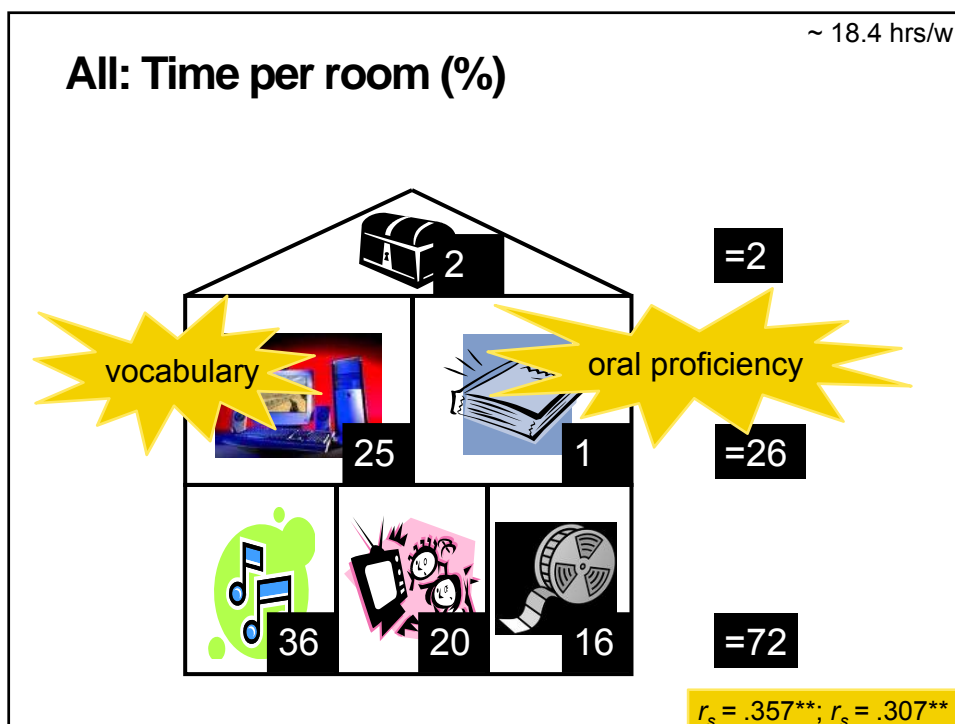 ~ 18.4 hrs/w
All: Time per room (%)
2
=2
vocabulary
oral proficiency
25
1
=26
36
20
16
=72
rs = .357**; rs = .307**